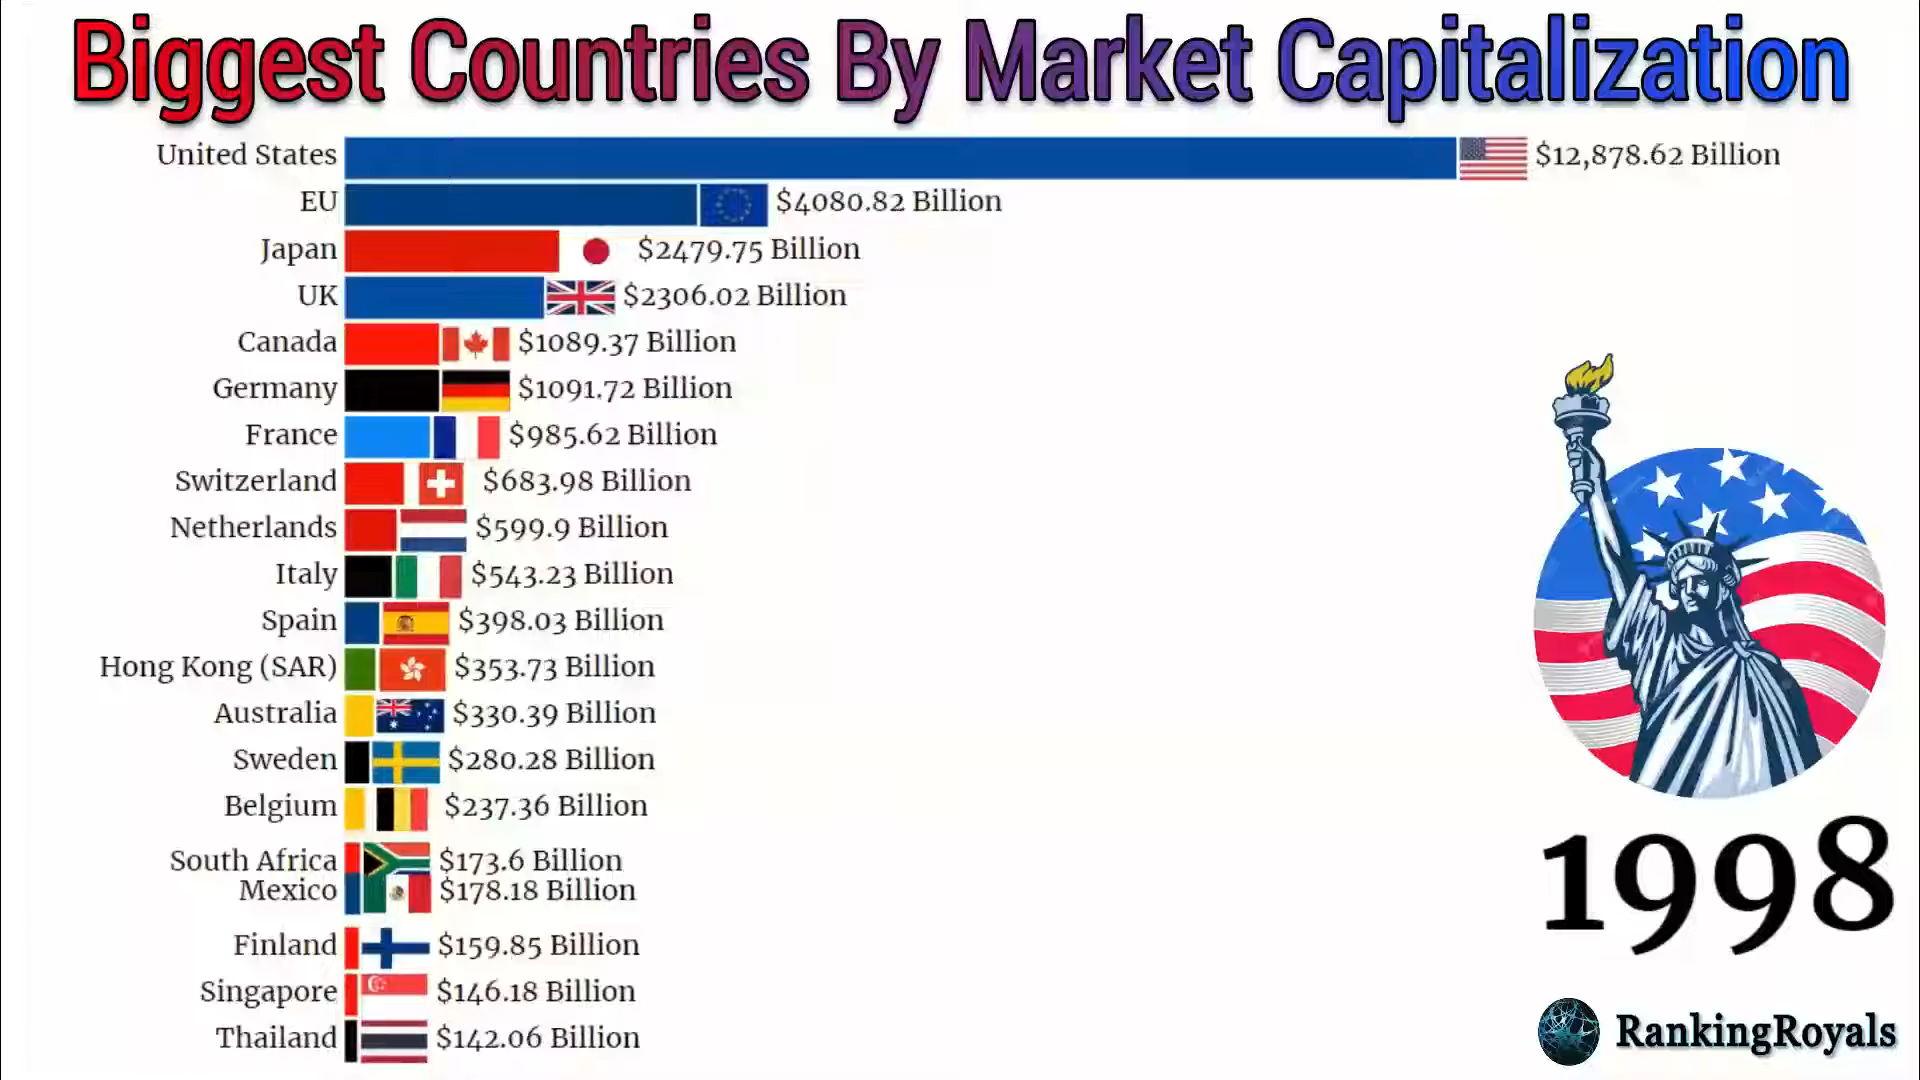 Biggest Countries By Market Capitalization
United States $12,878.62 Billion
EU $4080.82 Billion
Japan $2479.75 Billion
UK $2306.02 Billion
Canada $1089.37 Billion
Germany $1091.72 Billion
France $985.62 Billion
Switzerland $683.98 Billion
Netherlands $599.9 Billion
Italy $543.23 Billion
Spain $398.03 Billion
Hong Kong (SAR) $353.73 Billion
Australia $330.39 Billion
Sweden $280.28 Billion
Belgium $237.36 Billion
South Africa $173.6 Billion
Mexico $178.18 Billion
Finland $159.85 Billion
Singapore $146.18 Billion
Thailand $142.06 Billion
1998
RankingRoyals